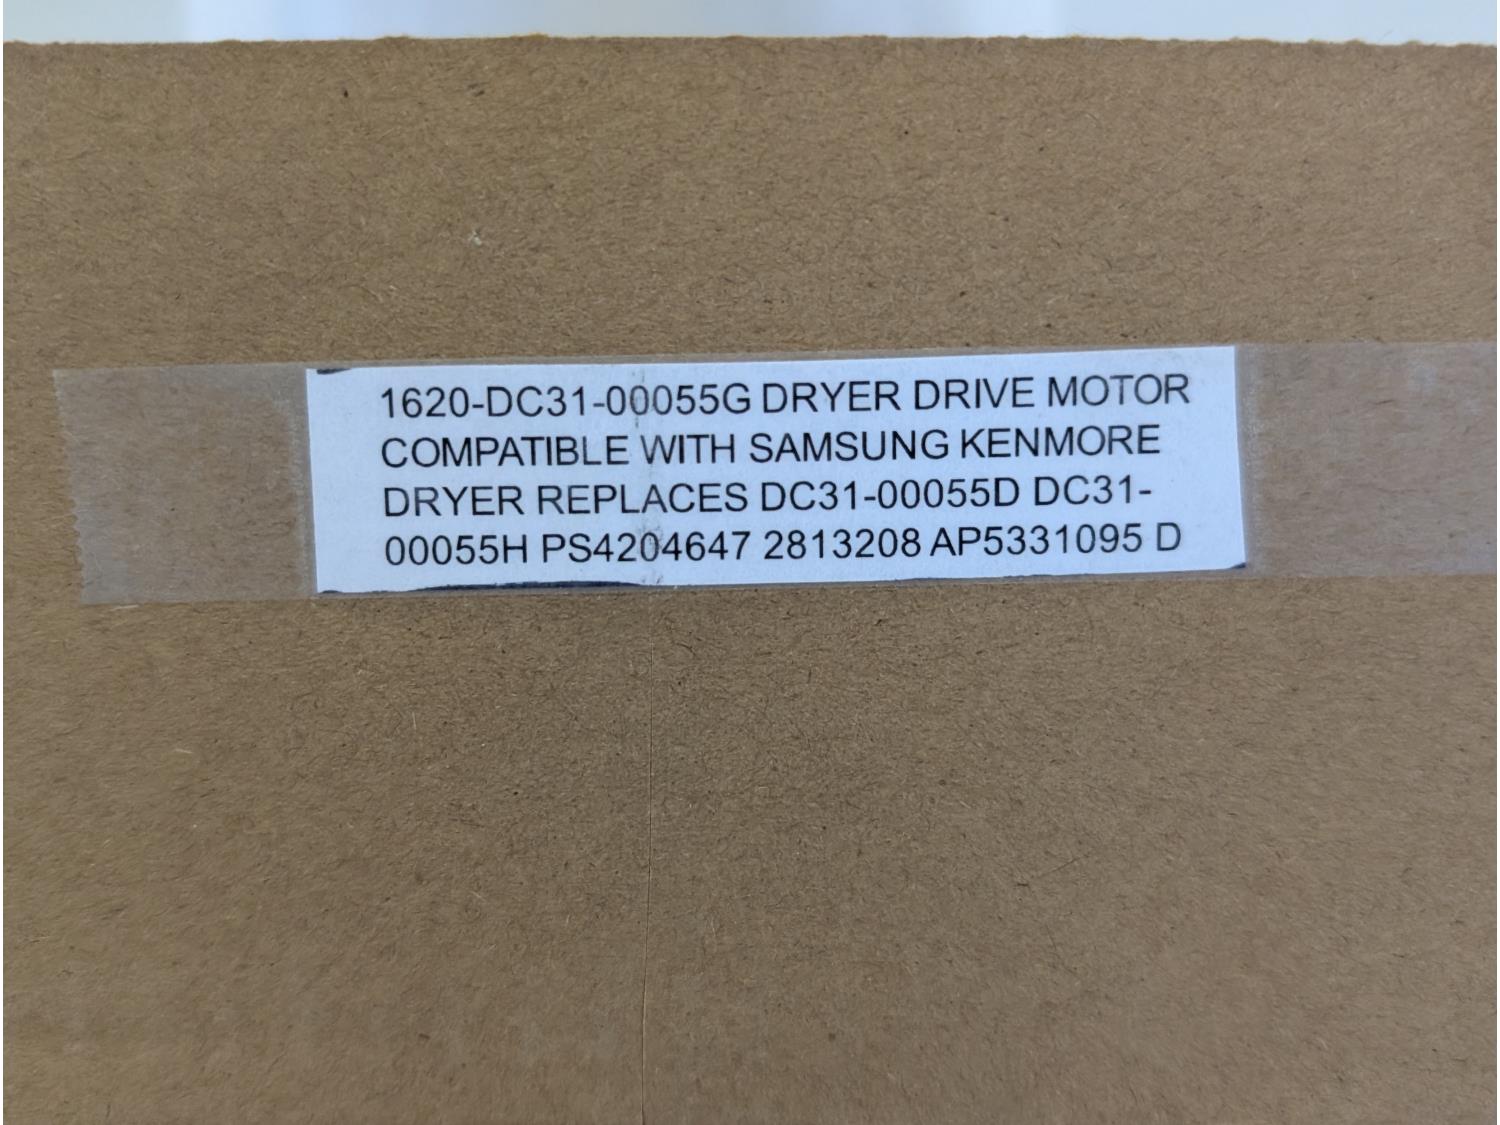 1620-DC31-00055G DRYER DRIVE MOTOR
COMPATIBLE WITH SAMSUNG KENMORE
DRYER REPLACES DC31-00055D DC31-
00055H PS4204647 2813208 AP5331095 D